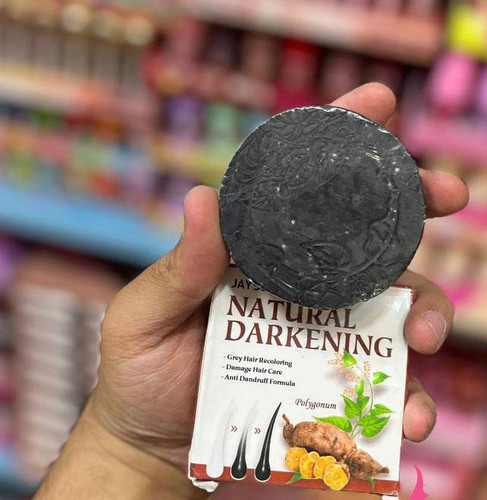 NATURAL
DARKENING
- Grey Hair Recoloring
- Damage Hair Care
- Anti Dandruff Formula
Polygonum
» »